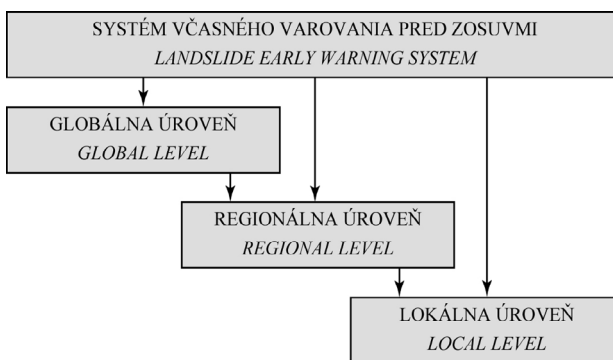 SYSTÉM VČASNÉHO VAROVANIA PRED ZOSUVMI
LANDSLIDE EARLY WARNING SYSTEM
GLOBÁLNA ÚROVEŇ
GLOBAL LEVEL
REGIONÁLNA ÚROVEŇ
REGIONAL LEVEL
LOKÁLNA ÚROVEŇ
LOCAL LEVEL